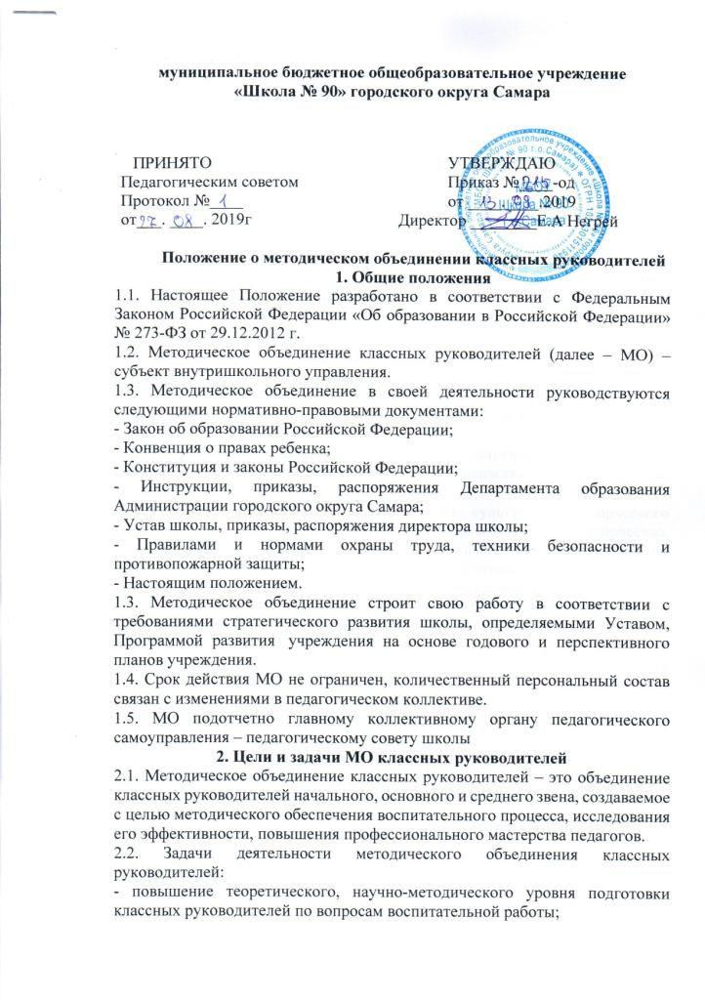 муниципальное бюджетное общеобразовательное учреждение
«Школа № 90» городского округа Самара
ПРИНЯТО
Педагогическим советом
Протокол № 1
от 27 . 08 . 2019г
УТВЕРЖДАЮ
Приказ № -од
от 13 . . 2019
Директор Е.А Негрей
МБОУ
Школа № 90
Самара
Положение о методическом объединении классных руководителей
1. Общие положения
1.1. Настоящее Положение разработано в соответствии с Федеральным
Законом Российской Федерации «Об образовании в Российской Федерации»
№ 273-ФЗ от 29.12.2012 г.
1.2. Методическое объединение классных руководителей (далее – МО) –
субъект внутришкольного управления.
1.3. Методическое объединение в своей деятельности руководствуются
следующими нормативно-правовыми документами:
- Закон об образовании Российской Федерации;
- Конвенция о правах ребенка;
- Конституция и законы Российской Федерации;
- Инструкции, приказы, распоряжения Департамента образования
Администрации городского округа Самара;
- Устав школы, приказы, распоряжения директора школы;
- Правилами и нормами охраны труда, техники безопасности и
противопожарной защиты;
- Настоящим положением.
1.3. Методическое объединение строит свою работу в соответствии с
требованиями стратегического развития школы, определяемыми Уставом,
Программой развития учреждения на основе годового и перспективного
планов учреждения.
1.4. Срок действия МО не ограничен, количественный персональный состав
связан с изменениями в педагогическом коллективе.
1.5. МО подотчетно главному коллективному органу педагогического
самоуправления – педагогическому совету школы
2. Цели и задачи МО классных руководителей
2.1. Методическое объединение классных руководителей – это объединение
классных руководителей начального, основного и среднего звена, создаваемое
с целью методического обеспечения воспитательного процесса, исследования
его эффективности, повышения профессионального мастерства педагогов.
2.2. Задачи деятельности методического объединения классных
руководителей:
- повышение теоретического, научно-методического уровня подготовки
классных руководителей по вопросам воспитательной работы;